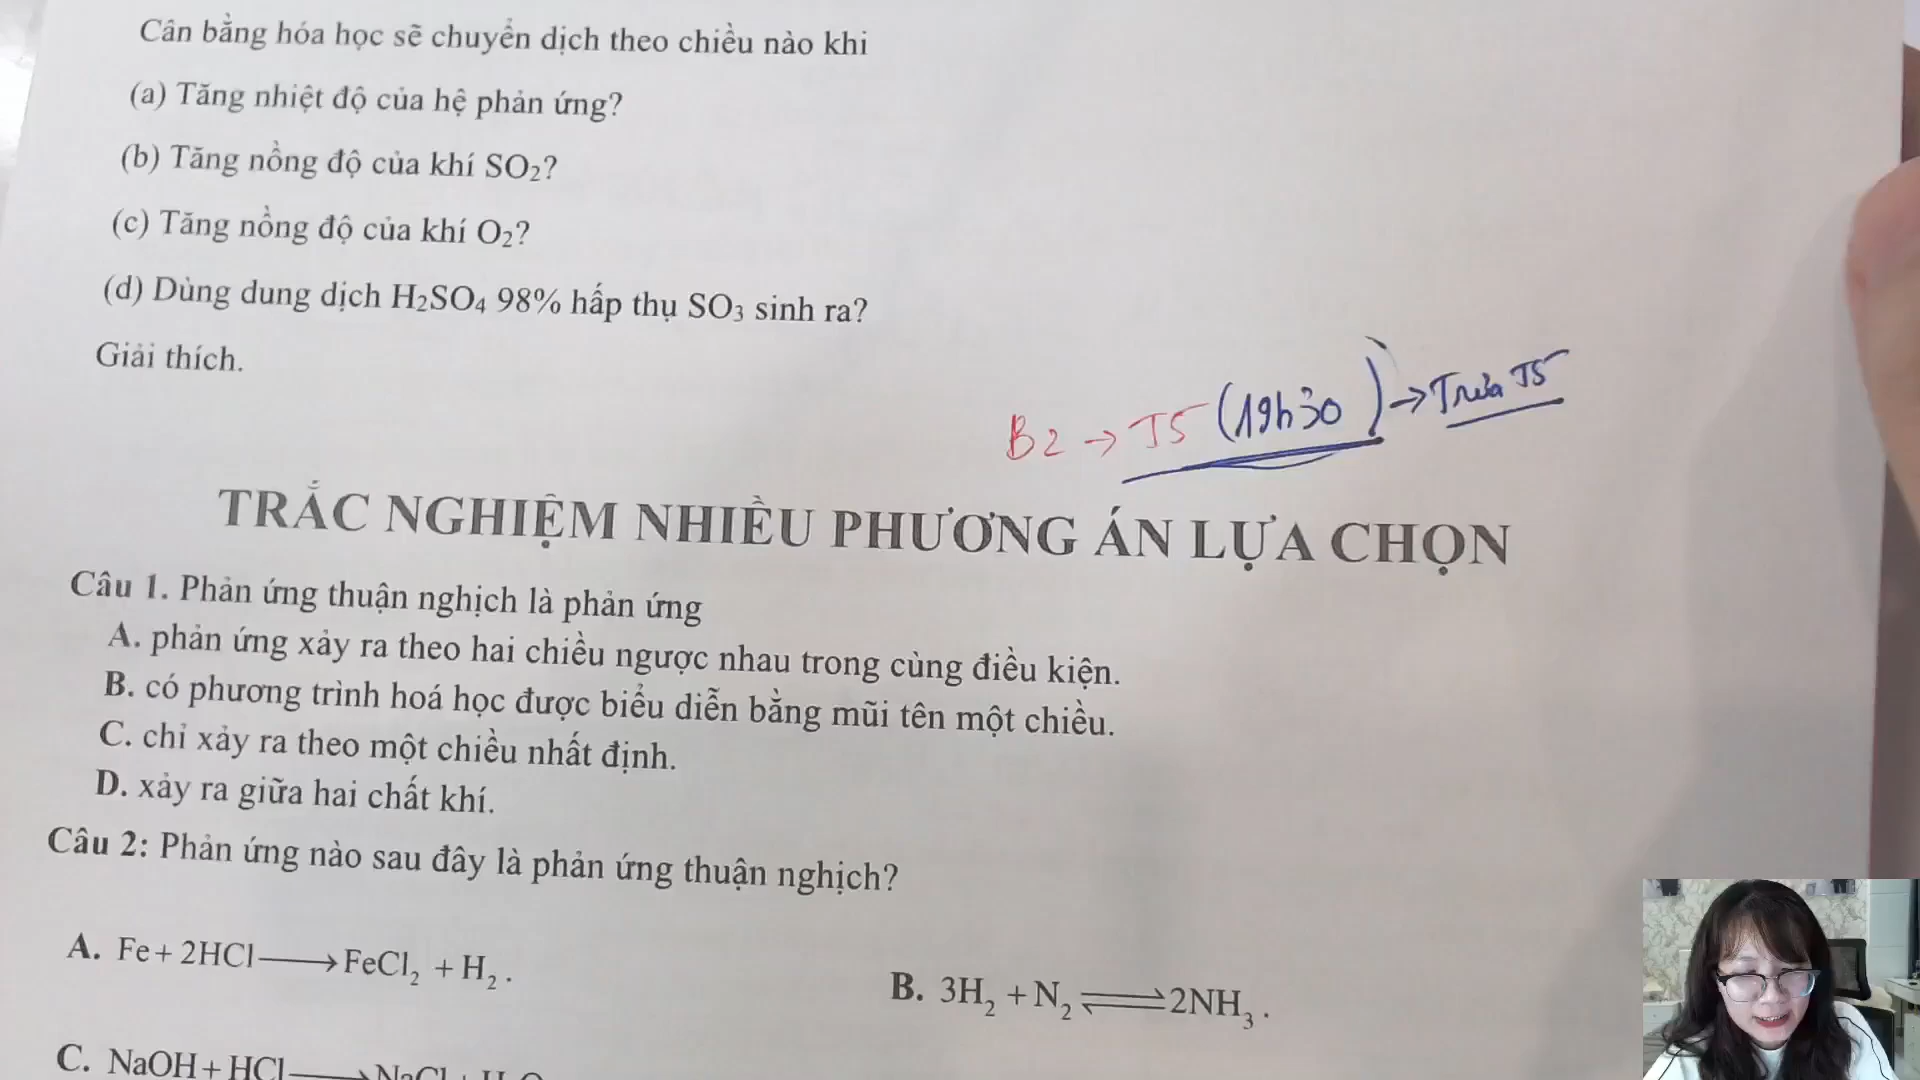 Cân bằng hóa học sẽ chuyển dịch theo chiều nào khi
(a) Tăng nhiệt độ của hệ phản ứng?
(b) Tăng nồng độ của khí SO₂?
(c) Tăng nồng độ của khí O₂?
(d) Dùng dung dịch H₂SO₄ 98% hấp thụ SO₃ sinh ra?
Giải thích.
B2 → T5 (19h30) → Trưa T5
TRẮC NGHIỆM NHIỀU PHƯƠNG ÁN LỰA CHỌN
Câu 1. Phản ứng thuận nghịch là phản ứng
A. phản ứng xảy ra theo hai chiều ngược nhau trong cùng điều kiện.
B. có phương trình hoá học được biểu diễn bằng mũi tên một chiều.
C. chỉ xảy ra theo một chiều nhất định.
D. xảy ra giữa hai chất khí.
Câu 2: Phản ứng nào sau đây là phản ứng thuận nghịch?
A. Fe + 2HCl ⟶ FeCl₂ + H₂.
B. 3H₂ + N₂ ⇌ 2NH₃.
C. NaOH + HCl ⟶ NaCl +